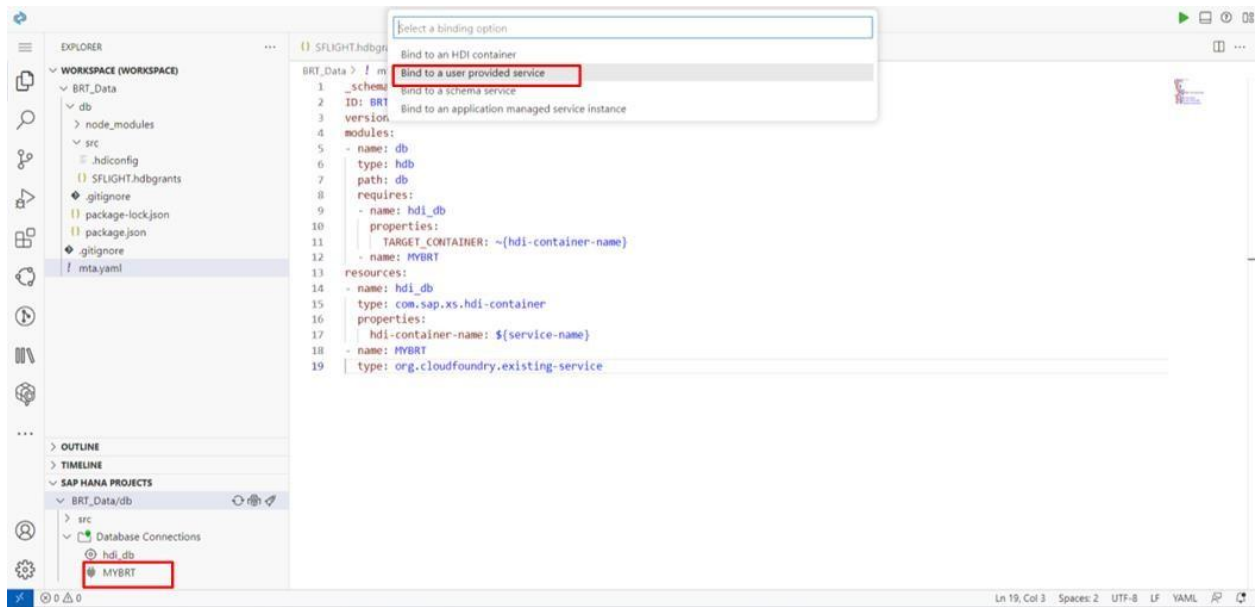 Select a binding option
Bind to an HDI container
Bind to a user provided service
Bind to a schema service
Bind to an application managed service instance
EXPLORER
WORKSPACE (WORKSPACE)
BRT_Data
db
node_modules
src
.hdiconfig
SFLIGHT.hdbgrants
.gitignore
package-lock.json
package.json
.gitignore
mta.yaml
OUTLINE
TIMELINE
SAP HANA PROJECTS
BRT_Data/db
src
Database Connections
hdi_db
MYBRT
SFLIGHT.hdbgra
BRT_Data > ! m
1 _schema
2 ID: BRT
3 version
4 modules:
5 - name: db
6 type: hdb
7 path: db
8 requires:
9 - name: hdi_db
10 properties:
11 TARGET_CONTAINER: ~{hdi-container-name}
12 - name: MYBRT
13 resources:
14 - name: hdi_db
15 type: com.sap.xs.hdi-container
16 properties:
17 hdi-container-name: ${service-name}
18 - name: MYBRT
19 type: org.cloudfoundry.existing-service
0 0
Ln 19, Col 3 Spaces: 2 UTF-8 LF YAML